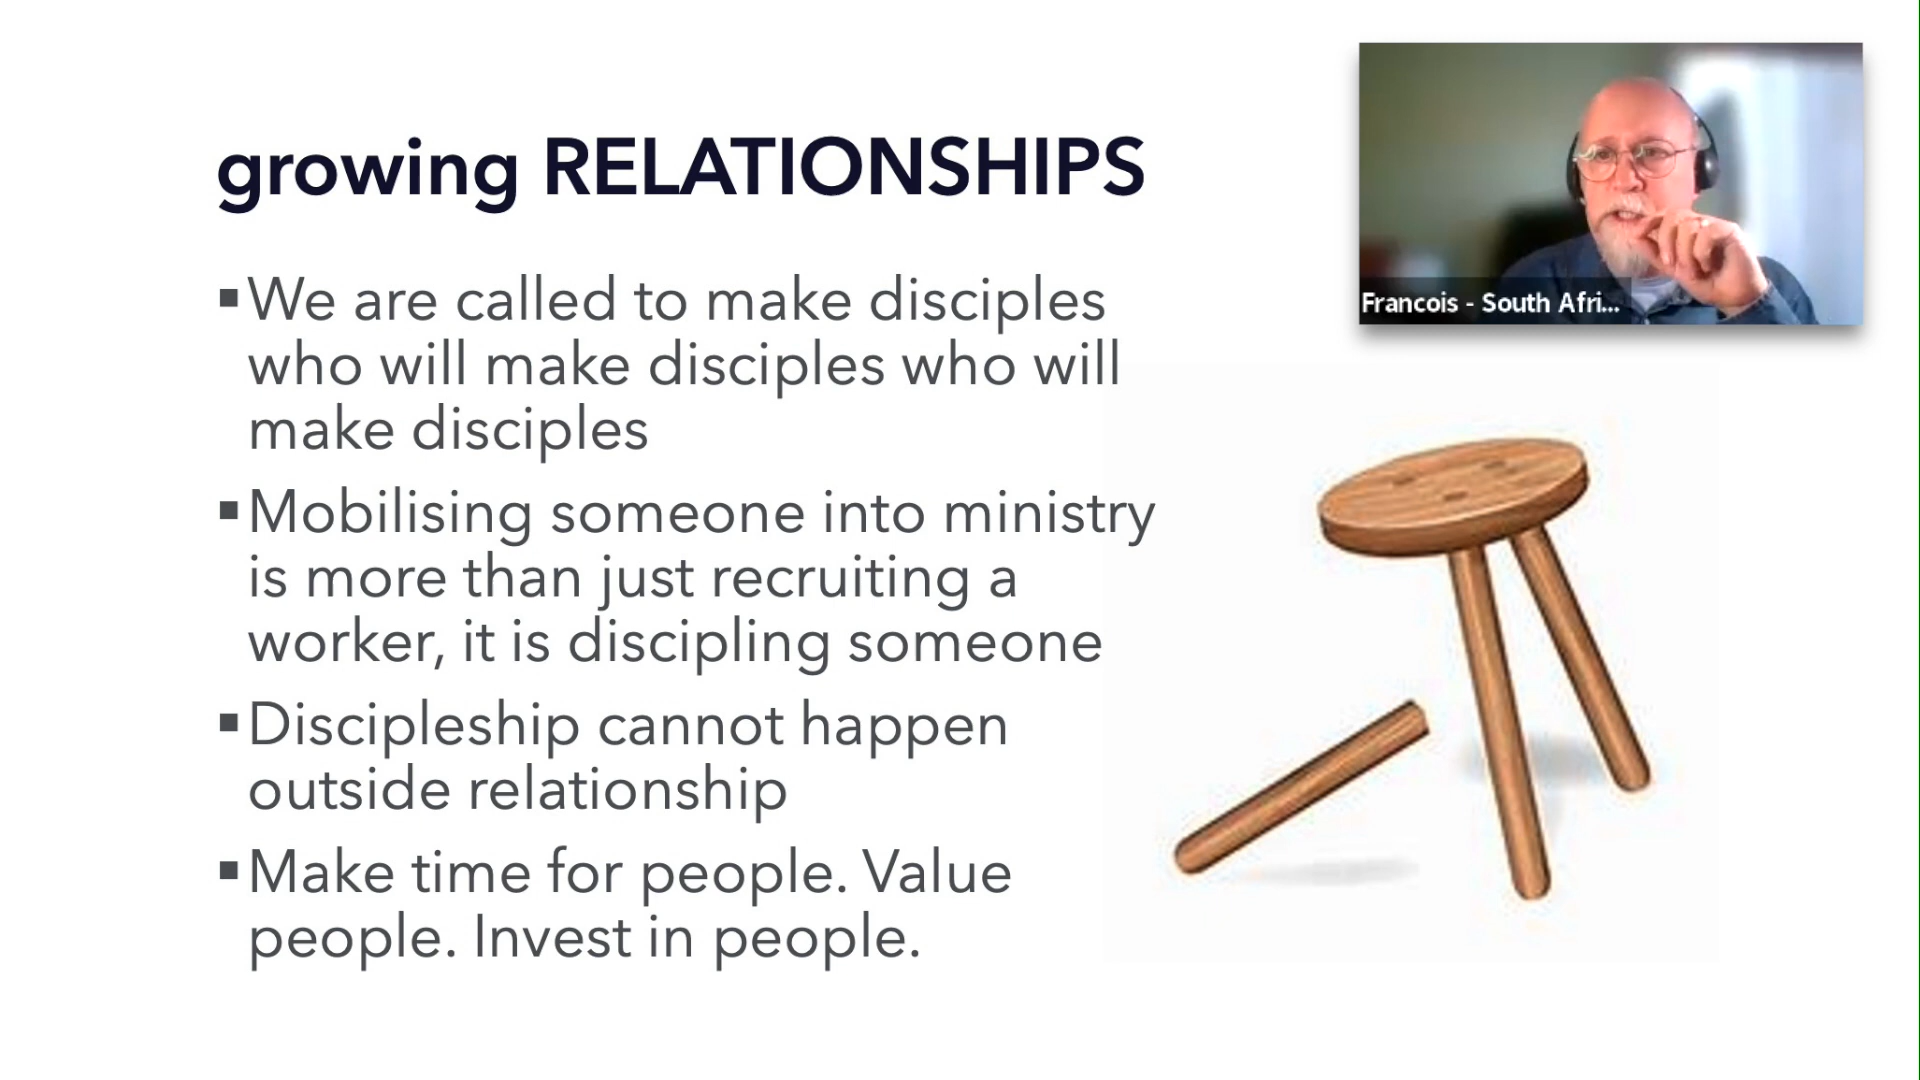 growing RELATIONSHIPS
▪We are called to make disciples
who will make disciples who will
make disciples
▪Mobilising someone into ministry
is more than just recruiting a
worker, it is discipling someone
▪Discipleship cannot happen
outside relationship
▪Make time for people. Value
people. Invest in people.
Francois - South Afri...